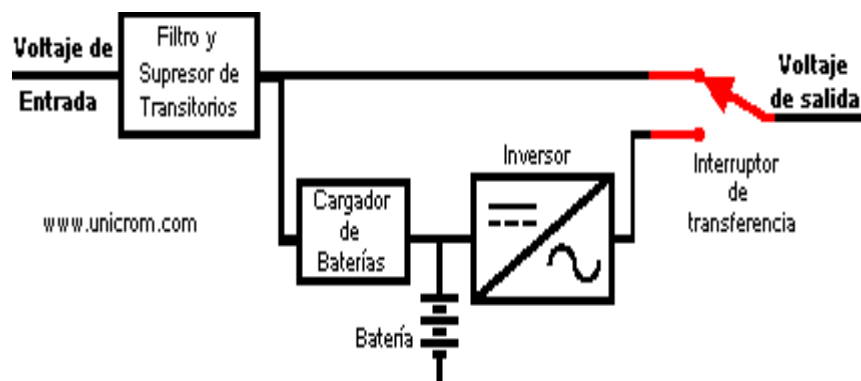 Voltaje de
Entrada
Filtro y
Supresor de
Transitorios
Voltaje
de salida
Inversor
Interruptor
de
transferencia
Cargador
de
Baterías
www.unicrom.com
Batería